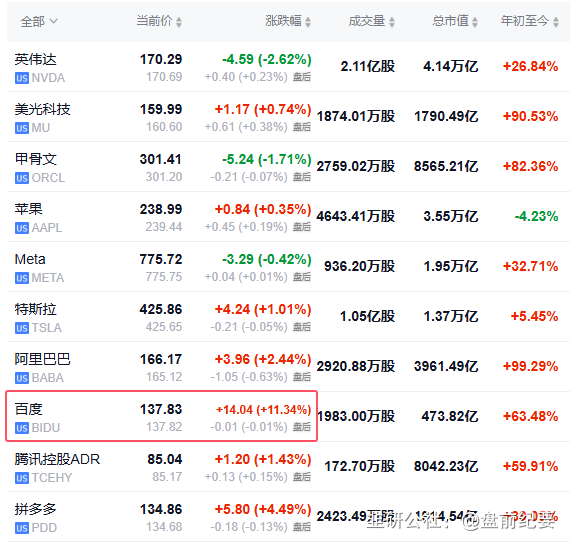 全部 当前价 涨跌幅 成交量 总市值 年初至今
英伟达 170.29 -4.59 (-2.62%) 2.11亿股 4.14万亿 +26.84%
US NVDA 170.69 +0.40 (+0.23%) 盘后
美光科技 159.99 +1.17 (+0.74%) 1874.01万股 1790.49亿 +90.53%
US MU 160.60 +0.61 (+0.38%) 盘后
甲骨文 301.41 -5.24 (-1.71%) 2759.02万股 8565.21亿 +82.36%
US ORCL 301.20 -0.21 (-0.07%) 盘后
苹果 238.99 +0.84 (+0.35%) 4643.41万股 3.55万亿 -4.23%
US AAPL 239.44 +0.45 (+0.19%) 盘后
Meta 775.72 -3.29 (-0.42%) 936.20万股 1.95万亿 +32.71%
US META 775.75 +0.04 (+0.01%) 盘后
特斯拉 425.86 +4.24 (+1.01%) 1.05亿股 1.37万亿 +5.45%
US TSLA 425.65 -0.21 (-0.05%) 盘后
阿里巴巴 166.17 +3.96 (+2.44%) 2920.88万股 3961.49亿 +99.29%
US BABA 165.12 -1.05 (-0.63%) 盘后
百度 137.83 +14.04 (+11.34%) 1983.00万股 473.82亿 +63.48%
US BIDU 137.82 -0.01 (-0.01%) 盘后
腾讯控股ADR 85.04 +1.20 (+1.43%) 172.70万股 8042.23亿 +59.91%
US TCEHY 85.17 +0.13 (+0.15%) 盘后
拼多多 134.86 +5.80 (+4.49%) 2423.49万股
US PDD 134.68 -0.18 (-0.13%) 盘后
韭研公社：@盘前纪要